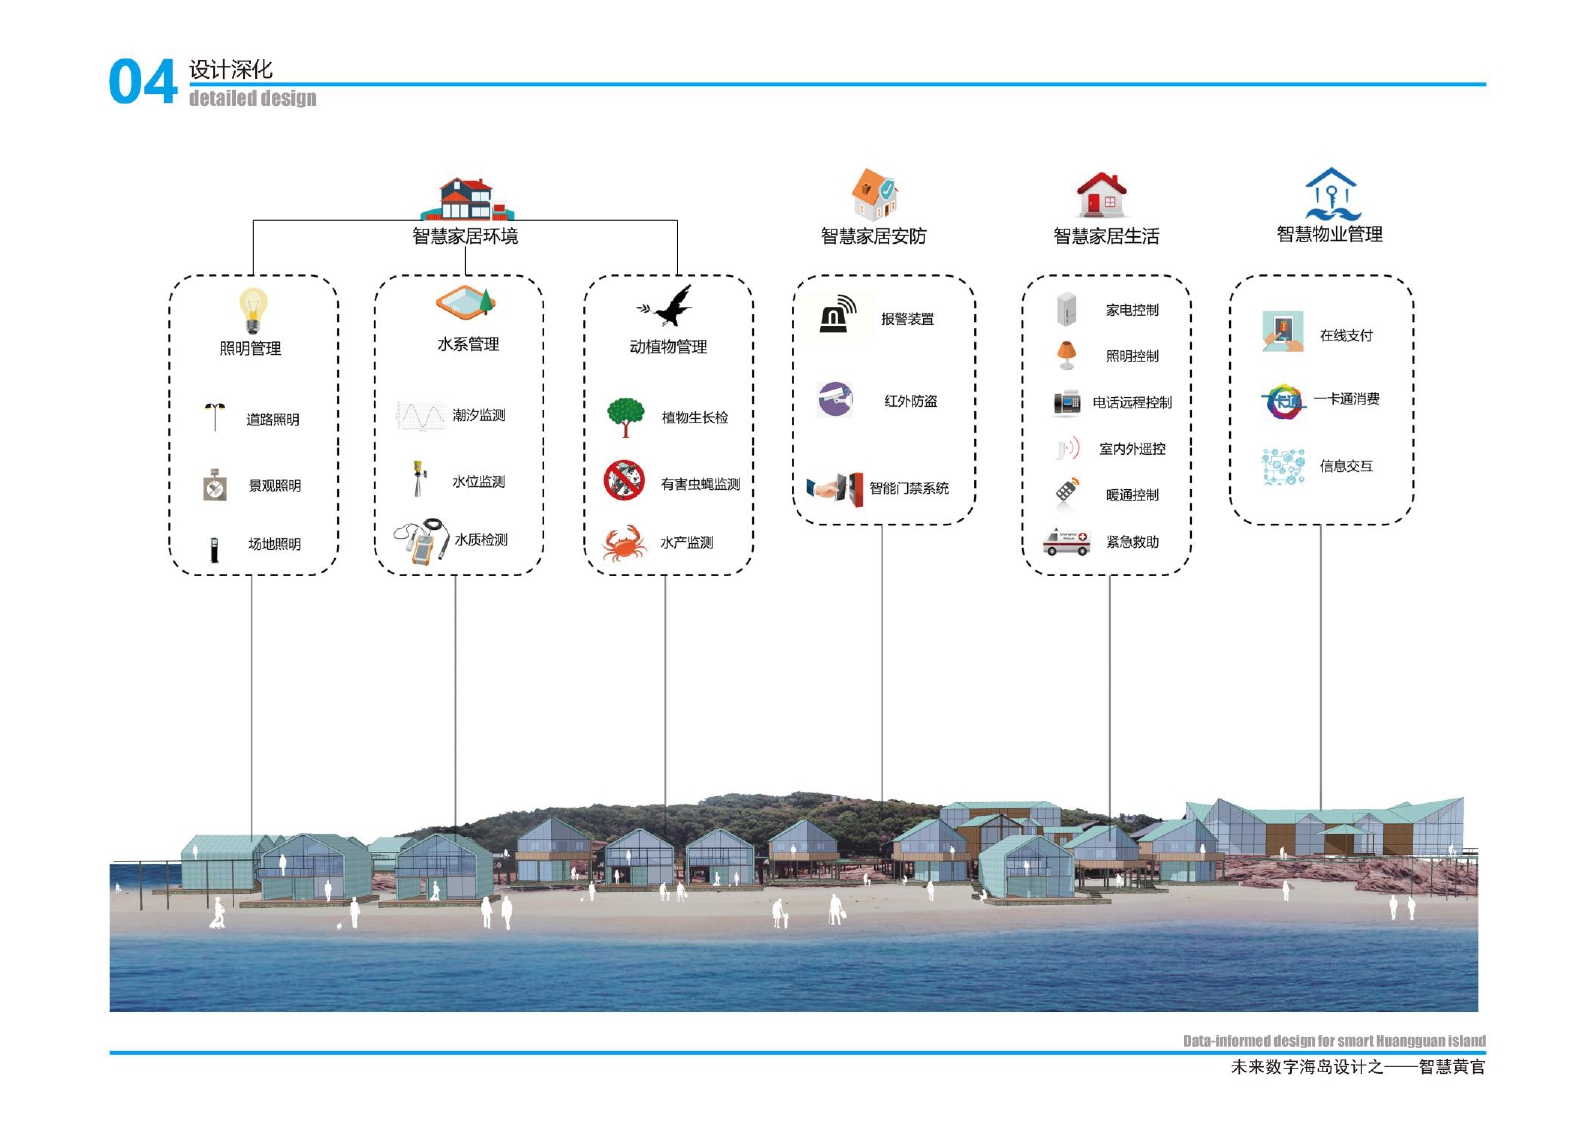 04
设计深化
detailed design
智慧家居环境
智慧家居安防
智慧家居生活
智慧物业管理
照明管理
道路照明
景观照明
场地照明
水系管理
潮汐监测
水位监测
水质检测
动植物管理
植物生长检
有害虫蝇监测
水产监测
报警装置
红外防盗
智能门禁系统
家电控制
照明控制
电话远程控制
室内外遥控
暖通控制
紧急救助
在线支付
卡通
一卡通消费
信息交互
Data-informed design for smart Huangguan island
未来数字海岛设计之——智慧黄官